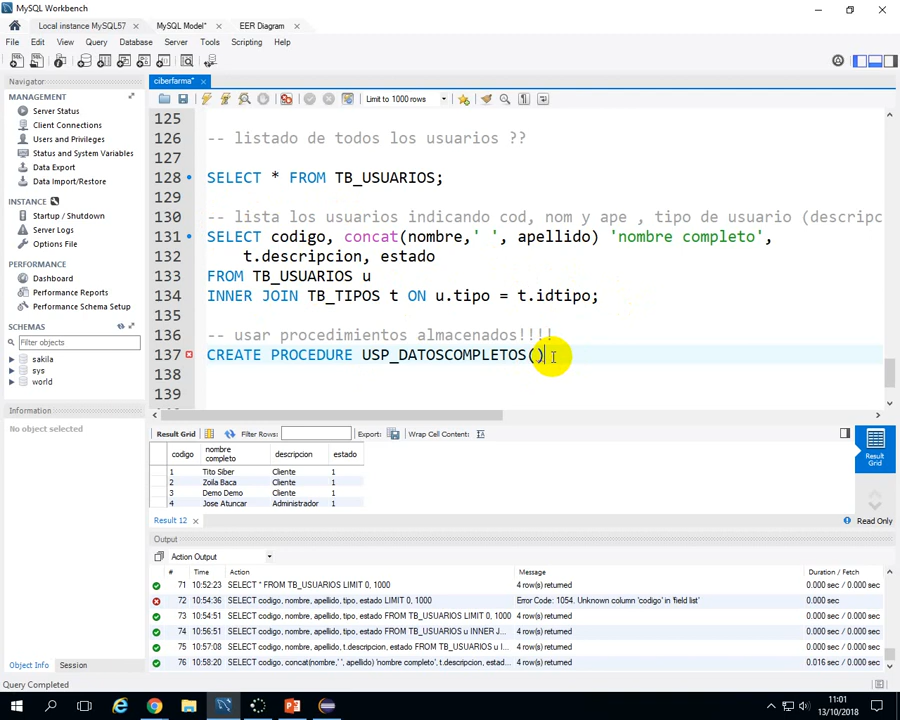 MySQL Workbench
Local instance MySQL57
MySQL Model*
EER Diagram
File Edit View Query Database Server Tools Scripting Help
Navigator
MANAGEMENT
Server Status
Client Connections
Users and Privileges
Status and System Variables
Data Export
Data Import/Restore
INSTANCE
Startup / Shutdown
Server Logs
Options File
PERFORMANCE
Dashboard
Performance Reports
Performance Schema Setup
SCHEMAS
Filter objects
sakila
sys
world
Information
No object selected
Object Info Session
Query Completed
ciberfarma*
Limit to 1000 rows
125
126 -- listado de todos los usuarios ??
127
128 SELECT * FROM TB_USUARIOS;
129
130 -- lista los usuarios indicando cod, nom y ape , tipo de usuario (descripc
131 SELECT codigo, concat(nombre,' ', apellido) 'nombre completo',
132 t.descripcion, estado
133 FROM TB_USUARIOS u
134 INNER JOIN TB_TIPOS t ON u.tipo = t.idtipo;
135
136 -- usar procedimientos almacenados!!!!
137 CREATE PROCEDURE USP_DATOSCOMPLETOS()
138
139
Result Grid Filter Rows: Export: Wrap Cell Content:
codigo nombre completo descripcion estado
1 Tito Siber Cliente 1
2 Zoila Baca Cliente 1
3 Demo Demo Cliente 1
4 Jose Atuncar Administrador 1
Result Grid
Result 12
Read Only
Output
Action Output
# Time Action Message Duration / Fetch
71 10:52:23 SELECT * FROM TB_USUARIOS LIMIT 0, 1000 4 row(s) returned 0.000 sec / 0.000 sec
72 10:54:36 SELECT codigo, nombre, apellido, tipo, estado LIMIT 0, 1000 Error Code: 1054. Unknown column 'codigo' in 'field list' 0.000 sec
73 10:54:51 SELECT codigo, nombre, apellido, tipo, estado FROM TB_USUARIOS LIMIT 0, 1000 4 row(s) returned 0.000 sec / 0.000 sec
74 10:56:51 SELECT codigo, nombre, apellido, tipo, estado FROM TB_USUARIOS u INNER J... 4 row(s) returned 0.000 sec / 0.000 sec
75 10:57:08 SELECT codigo, nombre, apellido, t.descripcion, estado FROM TB_USUARIOS u I... 4 row(s) returned 0.000 sec / 0.000 sec
76 10:58:20 SELECT codigo, concat(nombre,' ', apellido) 'nombre completo', t.descripcion, estad... 4 row(s) returned 0.016 sec / 0.000 sec
11:01
13/10/2018